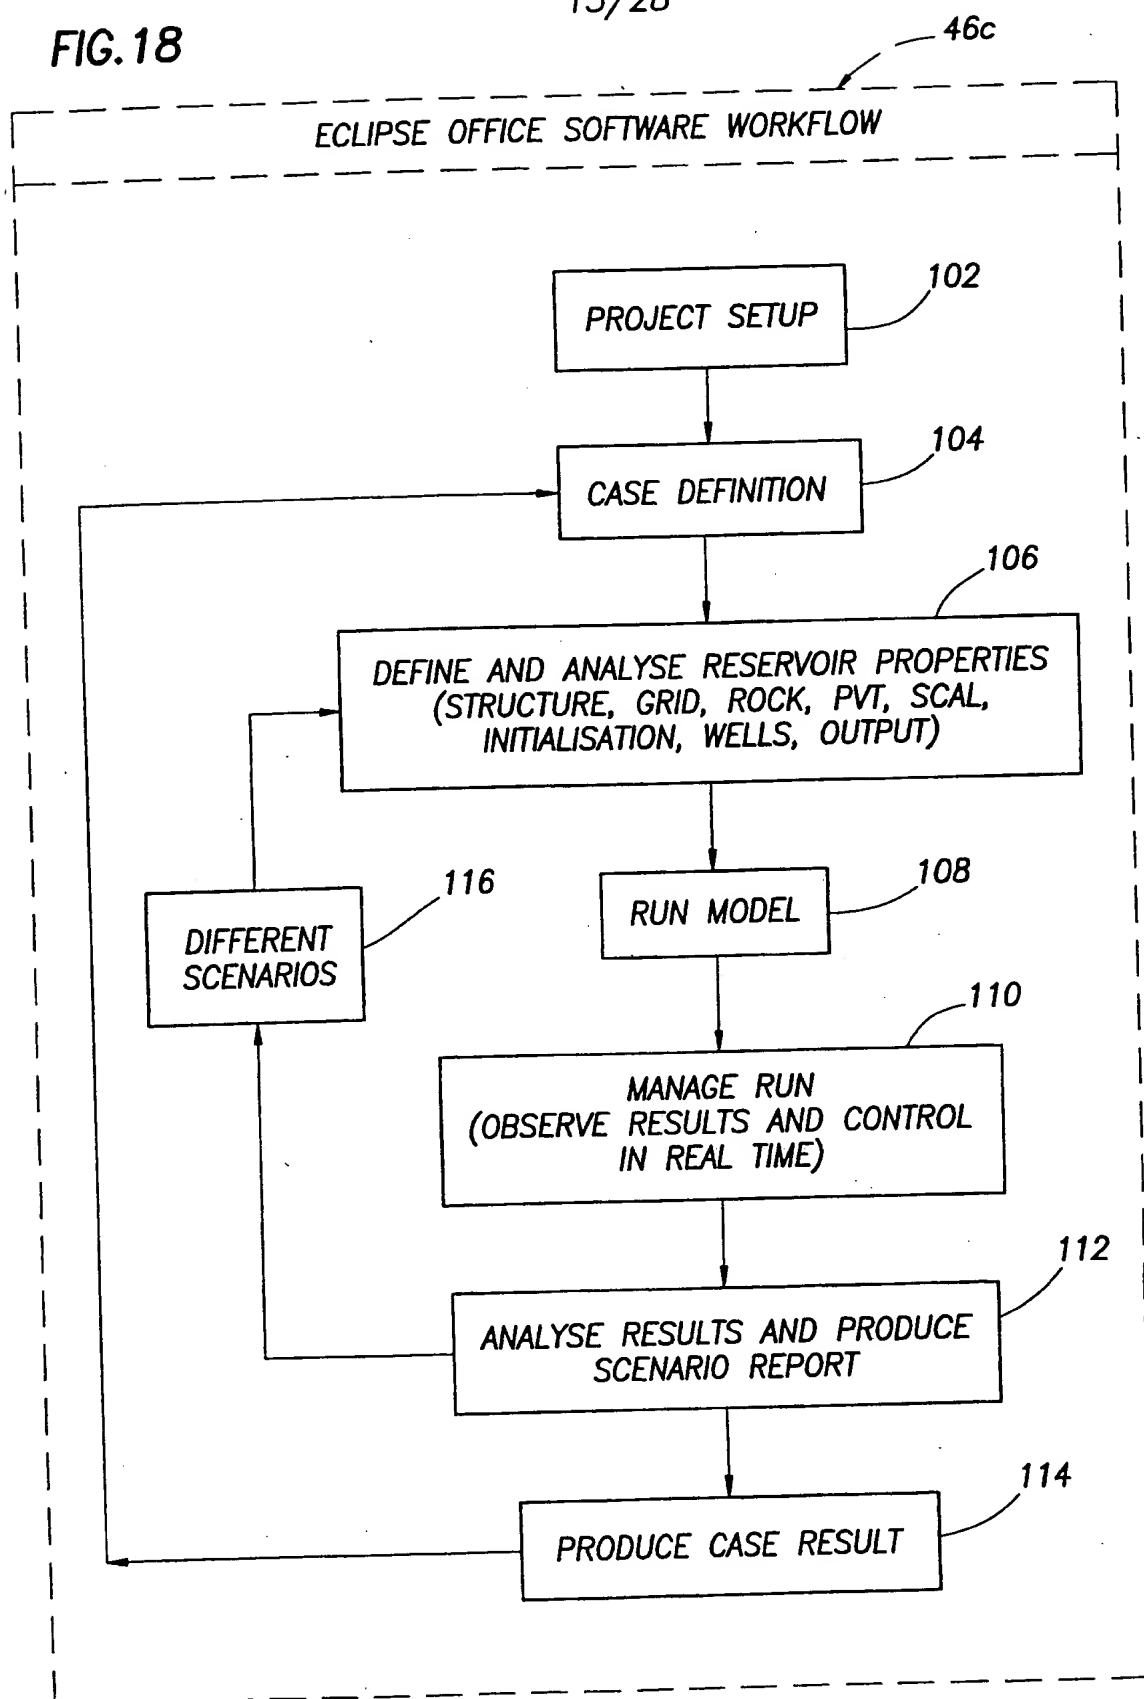 15/28
FIG.18
46c
ECLIPSE OFFICE SOFTWARE WORKFLOW
PROJECT SETUP
102
CASE DEFINITION
104
106
DEFINE AND ANALYSE RESERVOIR PROPERTIES
(STRUCTURE, GRID, ROCK, PVT, SCAL,
INITIALISATION, WELLS, OUTPUT)
116
DIFFERENT
SCENARIOS
108
RUN MODEL
110
MANAGE RUN
(OBSERVE RESULTS AND CONTROL
IN REAL TIME)
112
ANALYSE RESULTS AND PRODUCE
SCENARIO REPORT
114
PRODUCE CASE RESULT